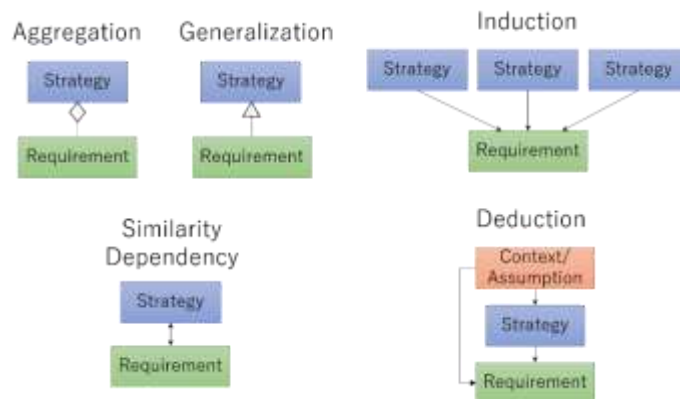 Aggregation
Strategy
Requirement
Generalization
Strategy
Requirement
Induction
Strategy
Strategy
Strategy
Requirement
Similarity
Dependency
Strategy
Requirement
Deduction
Context/
Assumption
Strategy
Requirement